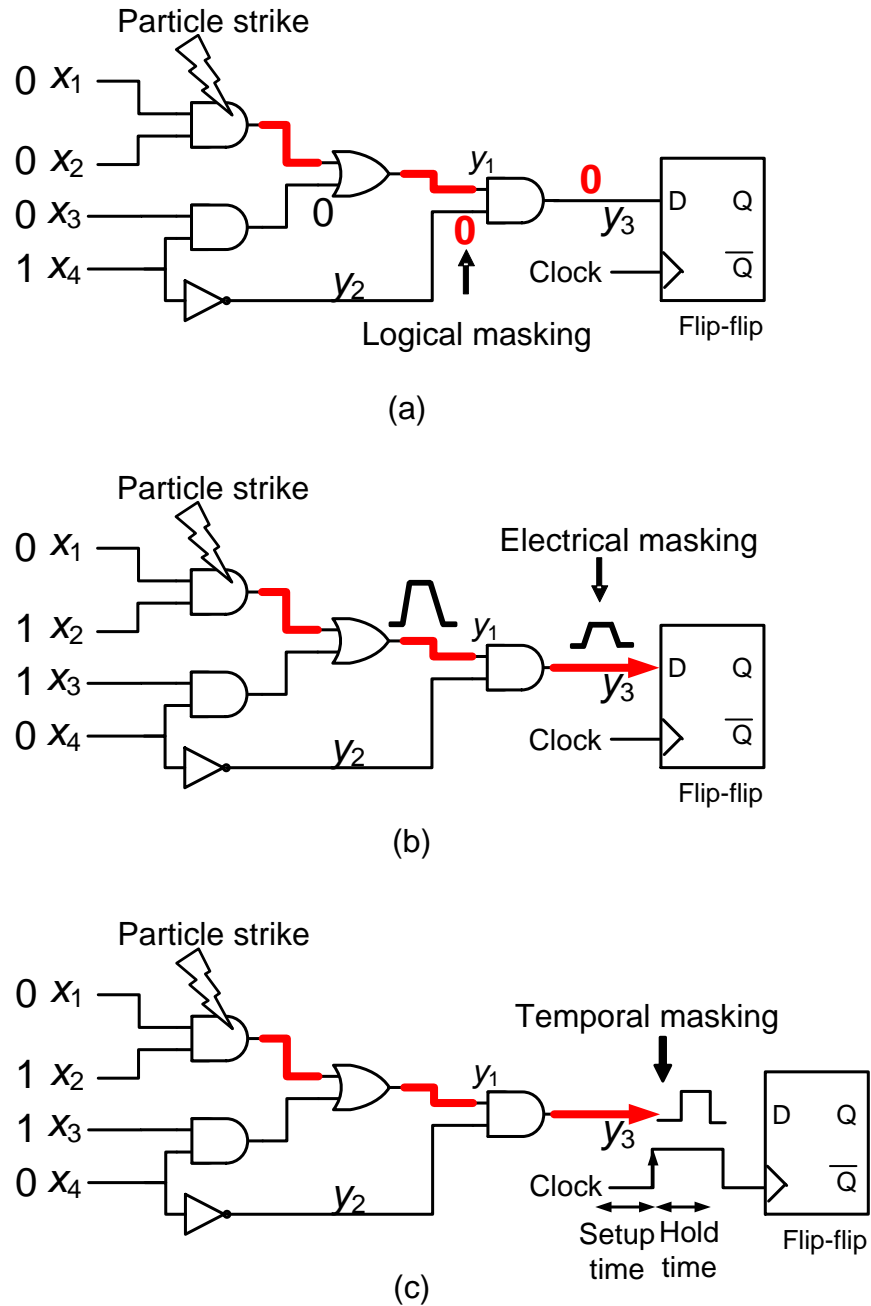 Particle strike
0 x1
0 x2
0 x3
1 x4
0
y1
0
y2
0
y3
D Q
Q
Clock
Flip-flip
Logical masking
(a)
Particle strike
0 x1
1 x2
1 x3
0 x4
Electrical masking
y1
y2
y3
D Q
Q
Clock
Flip-flip
(b)
Particle strike
0 x1
1 x2
1 x3
0 x4
Temporal masking
y1
y2
y3
D Q
Q
Clock
Setup time
Hold time
Flip-flip
(c)